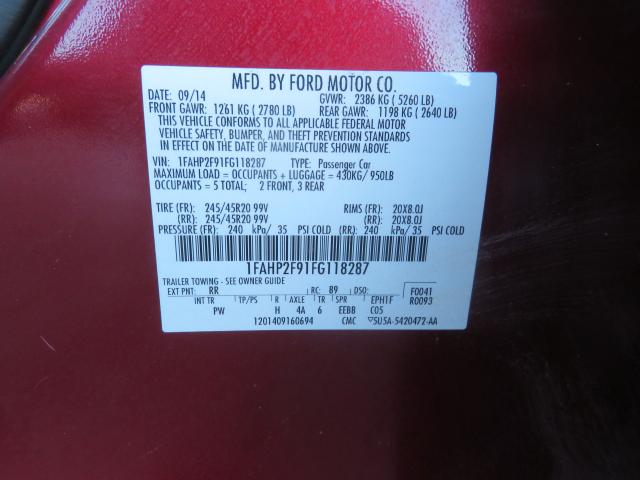 MFD. BY FORD MOTOR CO.
DATE: 09/14 GVWR: 2386 KG ( 5260 LB)
FRONT GAWR: 1261 KG ( 2780 LB) REAR GAWR: 1198 KG ( 2640 LB)
THIS VEHICLE CONFORMS TO ALL APPLICABLE FEDERAL MOTOR
VEHICLE SAFETY, BUMPER, AND THEFT PREVENTION STANDARDS
IN EFFECT ON THE DATE OF MANUFACTURE SHOWN ABOVE.
VIN: 1FAHP2F91FG118287 TYPE: Passenger Car
MAXIMUM LOAD = OCCUPANTS + LUGGAGE = 430KG/ 950LB
OCCUPANTS = 5 TOTAL; 2 FRONT, 3 REAR
TIRE (FR): 245/45R20 99V RIMS (FR): 20X8.0J
(RR): 245/45R20 99V (RR): 20X8.0J
PRESSURE (FR): 240 kPa/ 35 PSI COLD (RR): 240 kPa/ 35 PSI COLD
1FAHP2F91FG118287
TRAILER TOWING - SEE OWNER GUIDE
EXT PNT: RR RC: 89 DSO: F0041
INT TR TP/PS R AXLE TR SPR EPH1F R0093
PW H 4A 6 EEBB C05
1201409160694 CMC ▽5U5A-5420472-AA